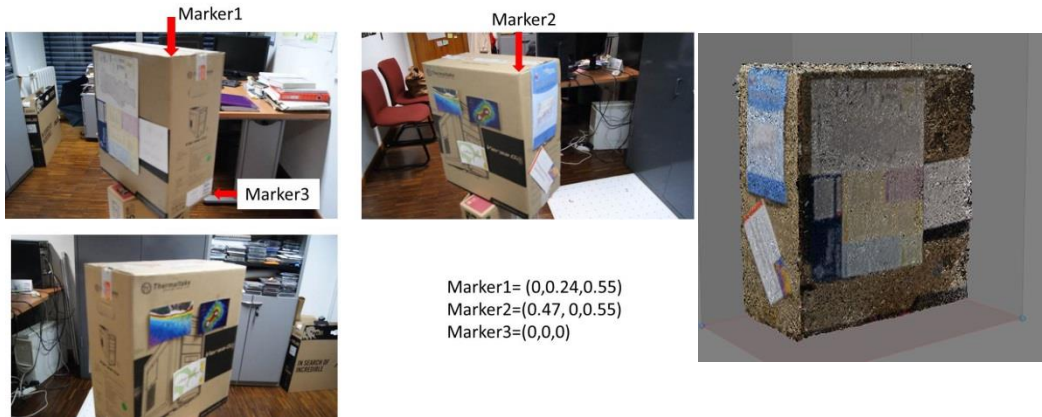 Marker1
Marker2
Marker3
Thermaltake
IN SEARCH OF
INCREDIBLE
Marker1= (0,0.24,0.55)
Marker2=(0.47, 0,0.55)
Marker3=(0,0,0)